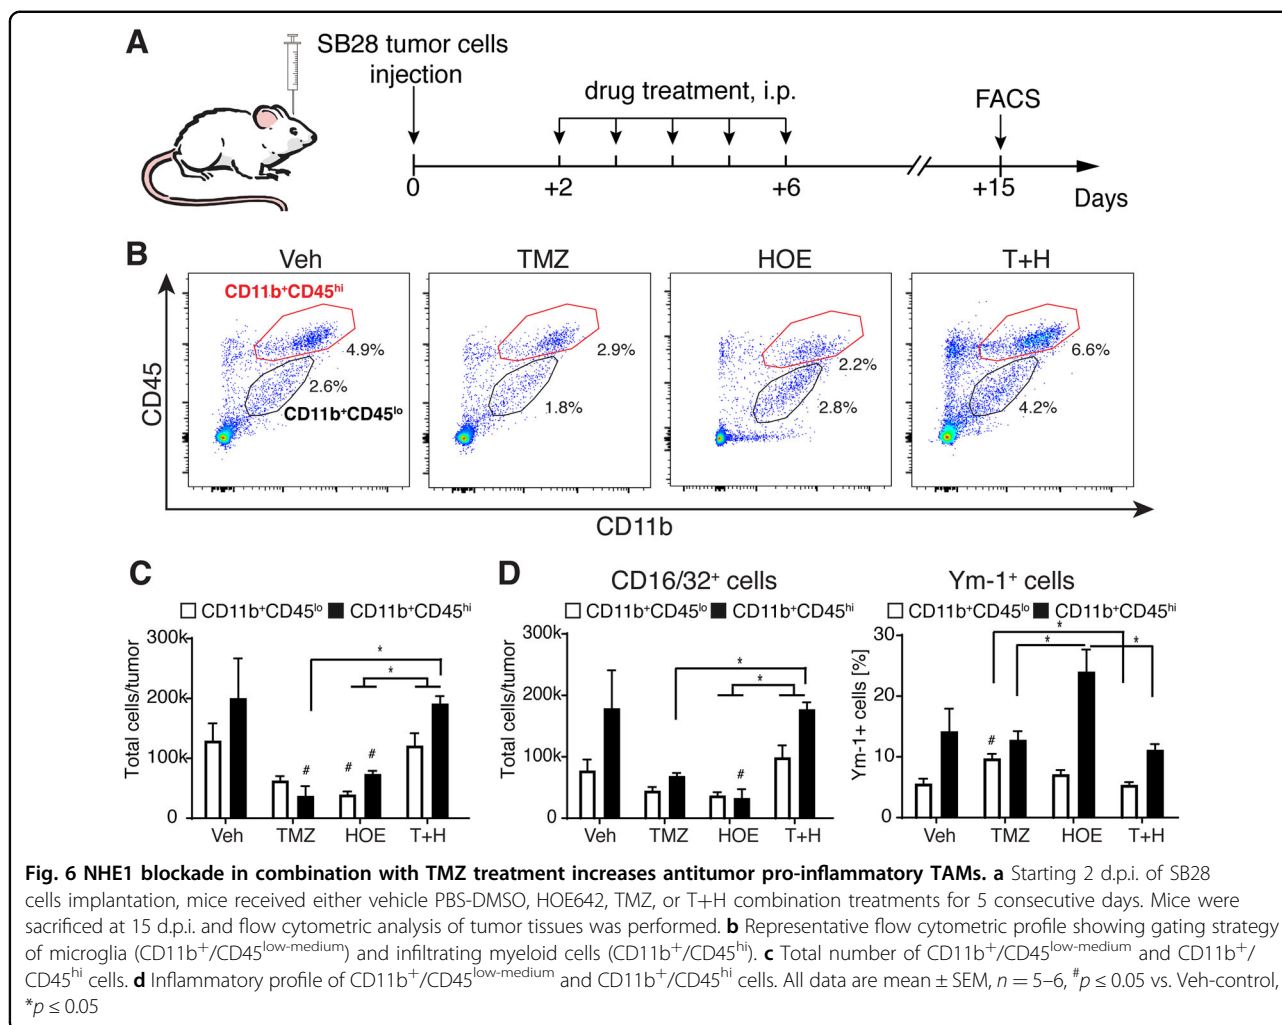 A
SB28 tumor cells
injection
drug treatment, i.p.
FACS
0
+2
+6
+15
Days
B
Veh
TMZ
HOE
T+H
CD11b⁺CD45ʰⁱ
4.9%
2.6%
CD11b⁺CD45ˡᵒ
2.9%
1.8%
2.2%
2.8%
6.6%
4.2%
CD45
CD11b
C
CD11b⁺CD45ˡᵒ
CD11b⁺CD45ʰⁱ
Total cells/tumor
300k
200k
100k
0
#
#
#
*
*
Veh
TMZ
HOE
T+H
D
CD16/32⁺ cells
CD11b⁺CD45ˡᵒ
CD11b⁺CD45ʰⁱ
Total cells/tumor
300k
200k
100k
0
#
*
*
Veh
TMZ
HOE
T+H
Ym-1⁺ cells
CD11b⁺CD45ˡᵒ
CD11b⁺CD45ʰⁱ
Ym-1+ cells [%]
30
20
10
0
#
*
*
*
Veh
TMZ
HOE
T+H
Fig. 6 NHE1 blockade in combination with TMZ treatment increases antitumor pro-inflammatory TAMs. a Starting 2 d.p.i. of SB28
cells implantation, mice received either vehicle PBS-DMSO, HOE642, TMZ, or T+H combination treatments for 5 consecutive days. Mice were
sacrificed at 15 d.p.i. and flow cytometric analysis of tumor tissues was performed. b Representative flow cytometric profile showing gating strategy
of microglia (CD11b⁺/CD45ˡᵒʷ⁻ᵐᵉᵈⁱᵘᵐ) and infiltrating myeloid cells (CD11b⁺/CD45ʰⁱ). c Total number of CD11b⁺/CD45ˡᵒʷ⁻ᵐᵉᵈⁱᵘᵐ and CD11b⁺/
CD45ʰⁱ cells. d Inflammatory profile of CD11b⁺/CD45ˡᵒʷ⁻ᵐᵉᵈⁱᵘᵐ and CD11b⁺/CD45ʰⁱ cells. All data are mean ± SEM, n = 5–6, #p ≤ 0.05 vs. Veh-control,
*p ≤ 0.05